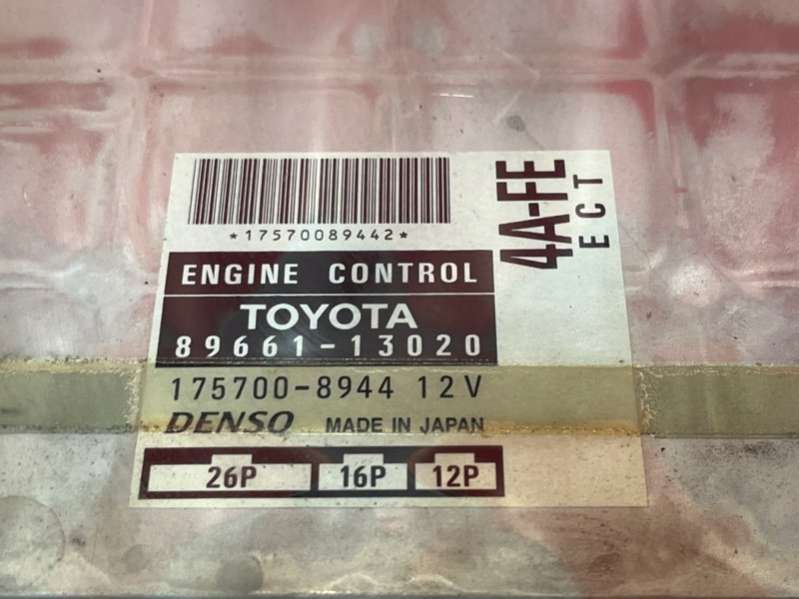 *17570089442*
4A-FE
ECT
ENGINE CONTROL
TOYOTA
89661-13020
175700-8944 12V
DENSO MADE IN JAPAN
26P 16P 12P